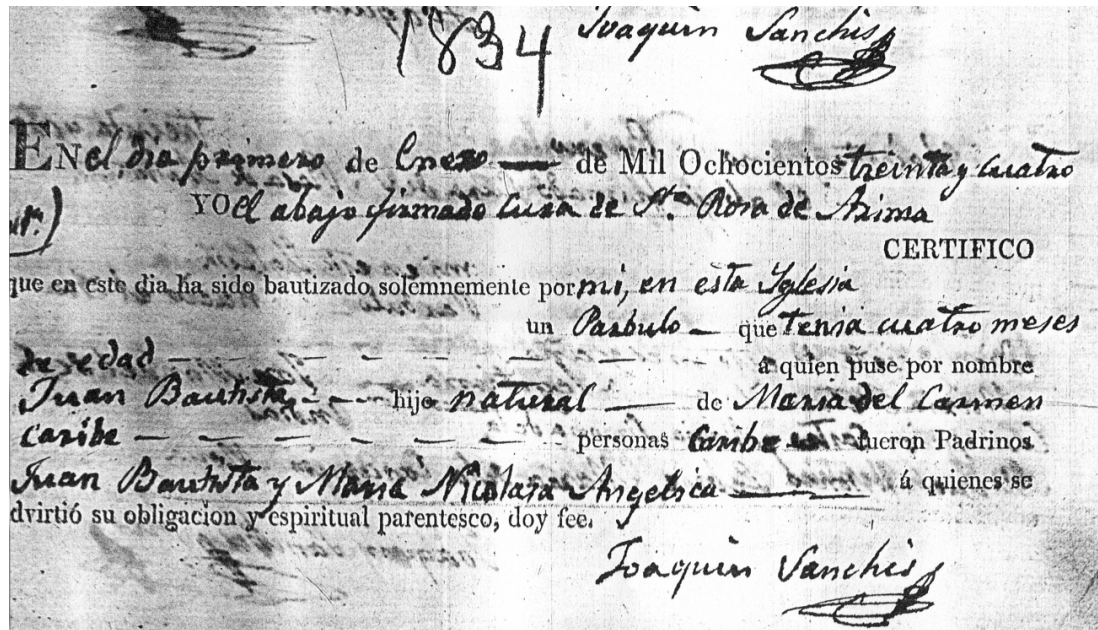 1834 Joaquin Sanchis
EN el dia primero de Enero de Mil Ochocientos treinta y cuatro
YO el abajo firmado Cura de Sta. Rosa de
CERTIFICO
que en este dia ha sido bautizado solemnemente por mi, en esta Yglesia
un Parbulo – que tenia cuatro meses
de edad – – – – – – – á quien puse por nombre
Juan Bautista – – – hijo natural — de Maria del Carmen
caribe – – – – – – – personas fueron Padrinos
Juan Bautista y Maria Nicolasa Angelica — á quienes se
dvirtió su obligacion y espiritual parentesco, doy fee.
Joaquin Sanchis